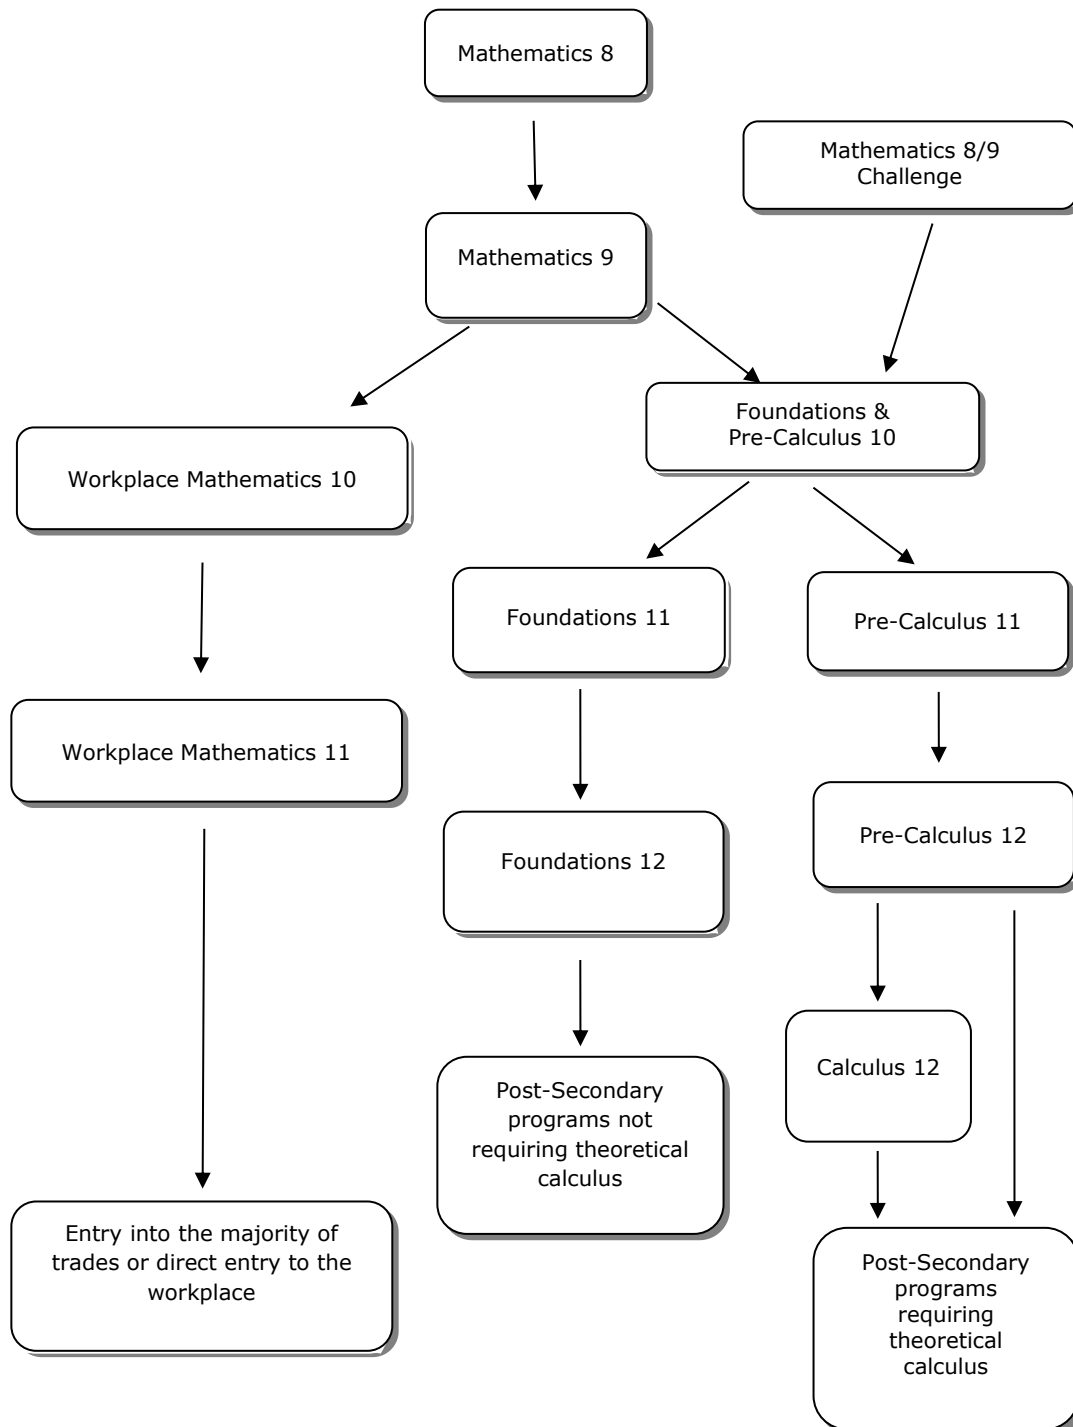 Mathematics 8
Mathematics 8/9
Challenge
Mathematics 9
Foundations &
Pre-Calculus 10
Workplace Mathematics 10
Foundations 11
Pre-Calculus 11
Workplace Mathematics 11
Foundations 12
Pre-Calculus 12
Calculus 12
Post-Secondary
programs not
requiring theoretical
calculus
Entry into the majority of
trades or direct entry to the
workplace
Post-Secondary
programs
requiring
theoretical
calculus